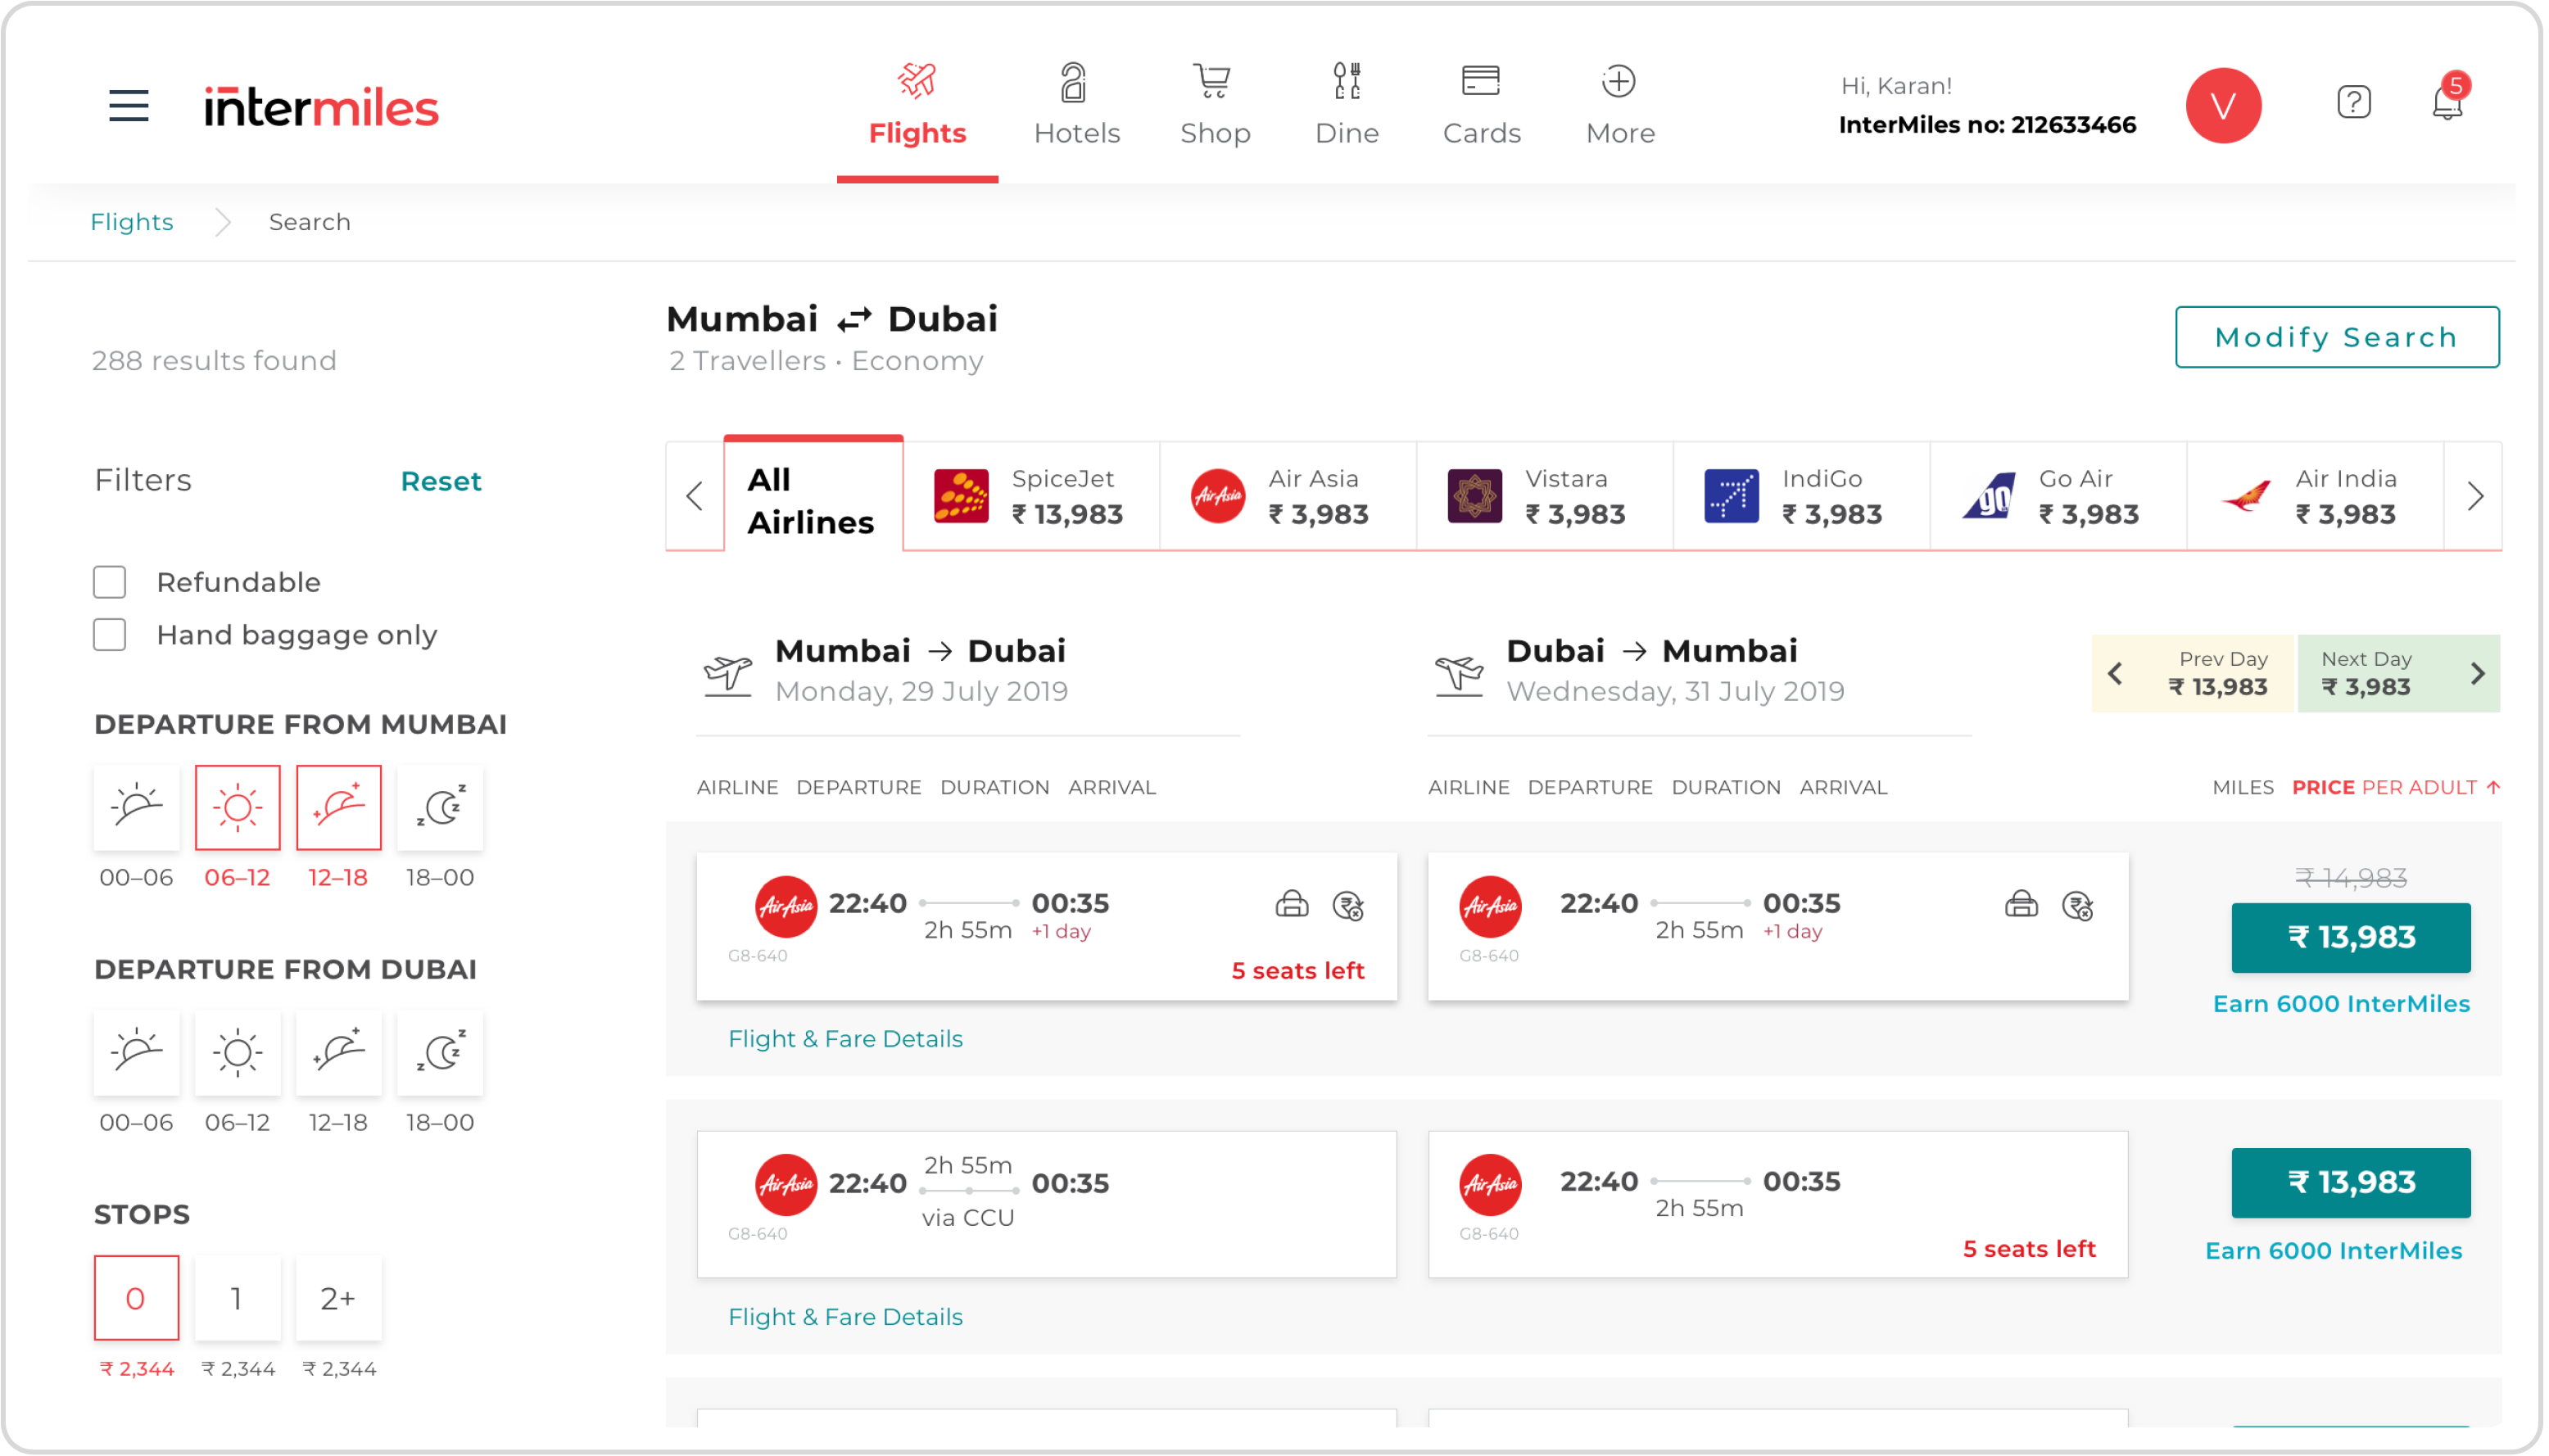 intermiles
Flights
Hotels
Shop
Dine
Cards
More
Hi, Karan!
InterMiles no: 212633466
V
?
5
Flights
Search
288 results found
Mumbai Dubai
2 Travellers • Economy
Modify Search
Filters Reset
Refundable
Hand baggage only
DEPARTURE FROM MUMBAI
00–06 06–12 12–18 18–00
DEPARTURE FROM DUBAI
00–06 06–12 12–18 18–00
STOPS
0 1 2+
₹ 2,344 ₹ 2,344 ₹ 2,344
All
Airlines
SpiceJet
₹ 13,983
AirAsia
Air Asia
₹ 3,983
Vistara
₹ 3,983
IndiGo
₹ 3,983
go
Go Air
₹ 3,983
Air India
₹ 3,983
Mumbai → Dubai
Monday, 29 July 2019
Dubai → Mumbai
Wednesday, 31 July 2019
Prev Day
₹ 13,983
Next Day
₹ 3,983
AIRLINE DEPARTURE DURATION ARRIVAL
AIRLINE DEPARTURE DURATION ARRIVAL
MILES PRICE PER ADULT ↑
AirAsia
G8-640
22:40 00:35
2h 55m +1 day
5 seats left
AirAsia
G8-640
22:40 00:35
2h 55m +1 day
₹ 14,983
₹ 13,983
Earn 6000 InterMiles
Flight & Fare Details
AirAsia
G8-640
2h 55m
22:40 00:35
via CCU
AirAsia
G8-640
22:40 00:35
2h 55m
5 seats left
₹ 13,983
Earn 6000 InterMiles
Flight & Fare Details